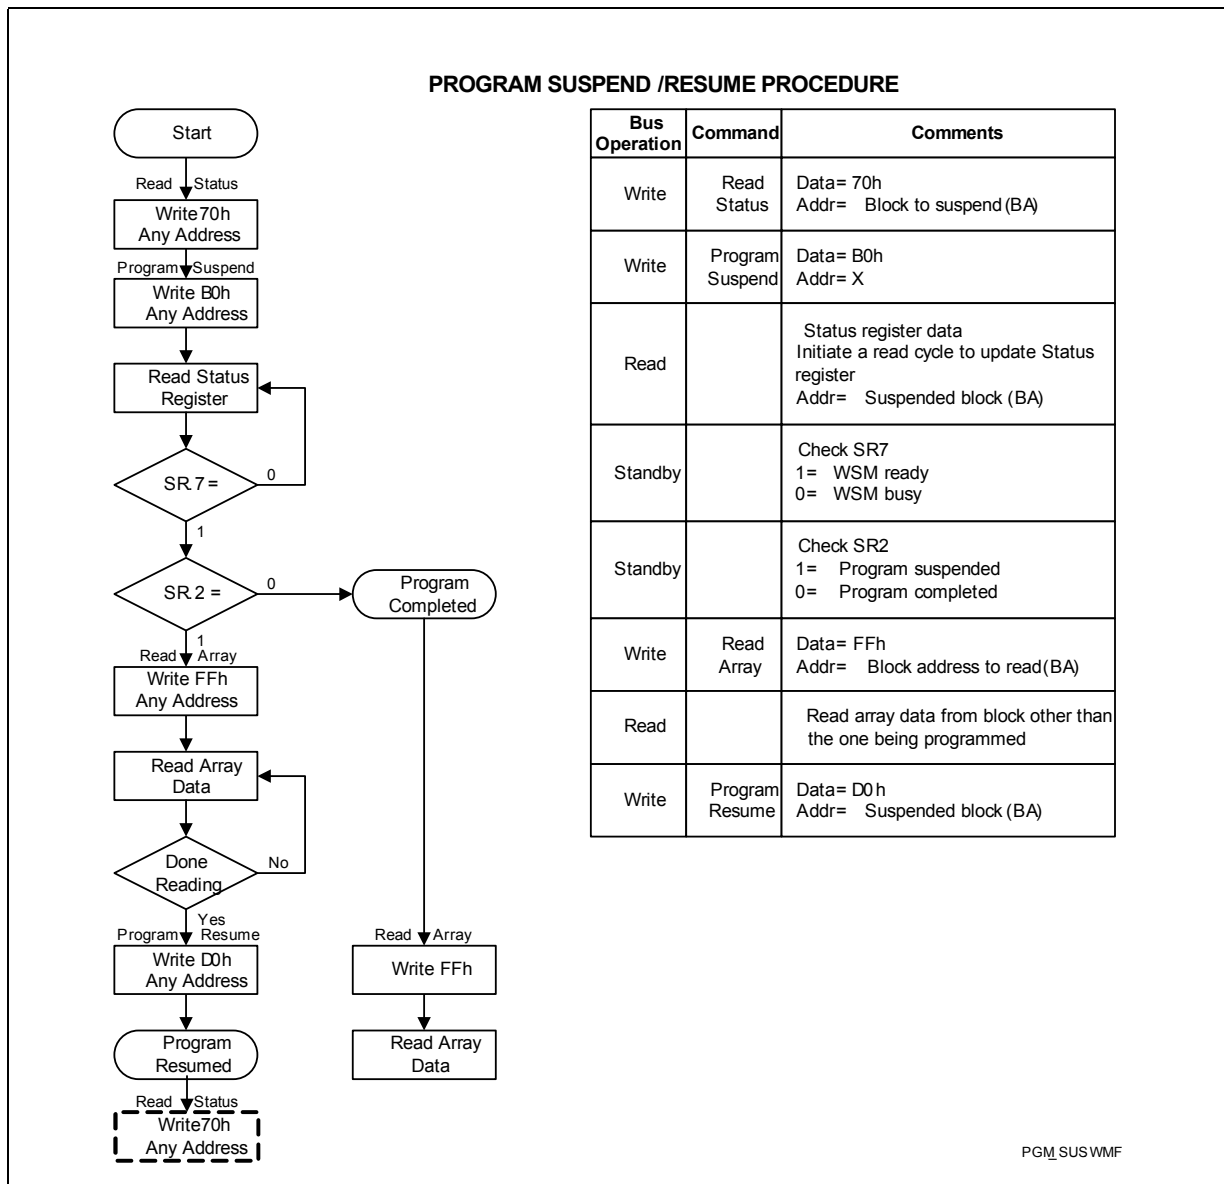 PROGRAM SUSPEND /RESUME PROCEDURE
Start
Read Status
Write70h
Any Address
Program Suspend
Write B0h
Any Address
Read Status
Register
SR.7 =
0
1
SR.2 =
0
1
Program
Completed
Read Array
Write FFh
Any Address
Read Array
Data
Done
Reading
No
Yes
Program Resume
Write D0h
Any Address
Program
Resumed
Read Status
Write70h
Any Address
Read Array
Write FFh
Read Array
Data
Bus
Operation
Command
Comments
Write
Read
Status
Data= 70h
Addr= Block to suspend (BA)
Write
Program
Suspend
Data= B0h
Addr= X
Read
Status register data
Initiate a read cycle to update Status
register
Addr= Suspended block (BA)
Standby
Check SR7
1= WSM ready
0= WSM busy
Standby
Check SR2
1= Program suspended
0= Program completed
Write
Read
Array
Data= FFh
Addr= Block address to read (BA)
Read
Read array data from block other than
the one being programmed
Write
Program
Resume
Data= D0h
Addr= Suspended block (BA)
PGM_SUS WMF